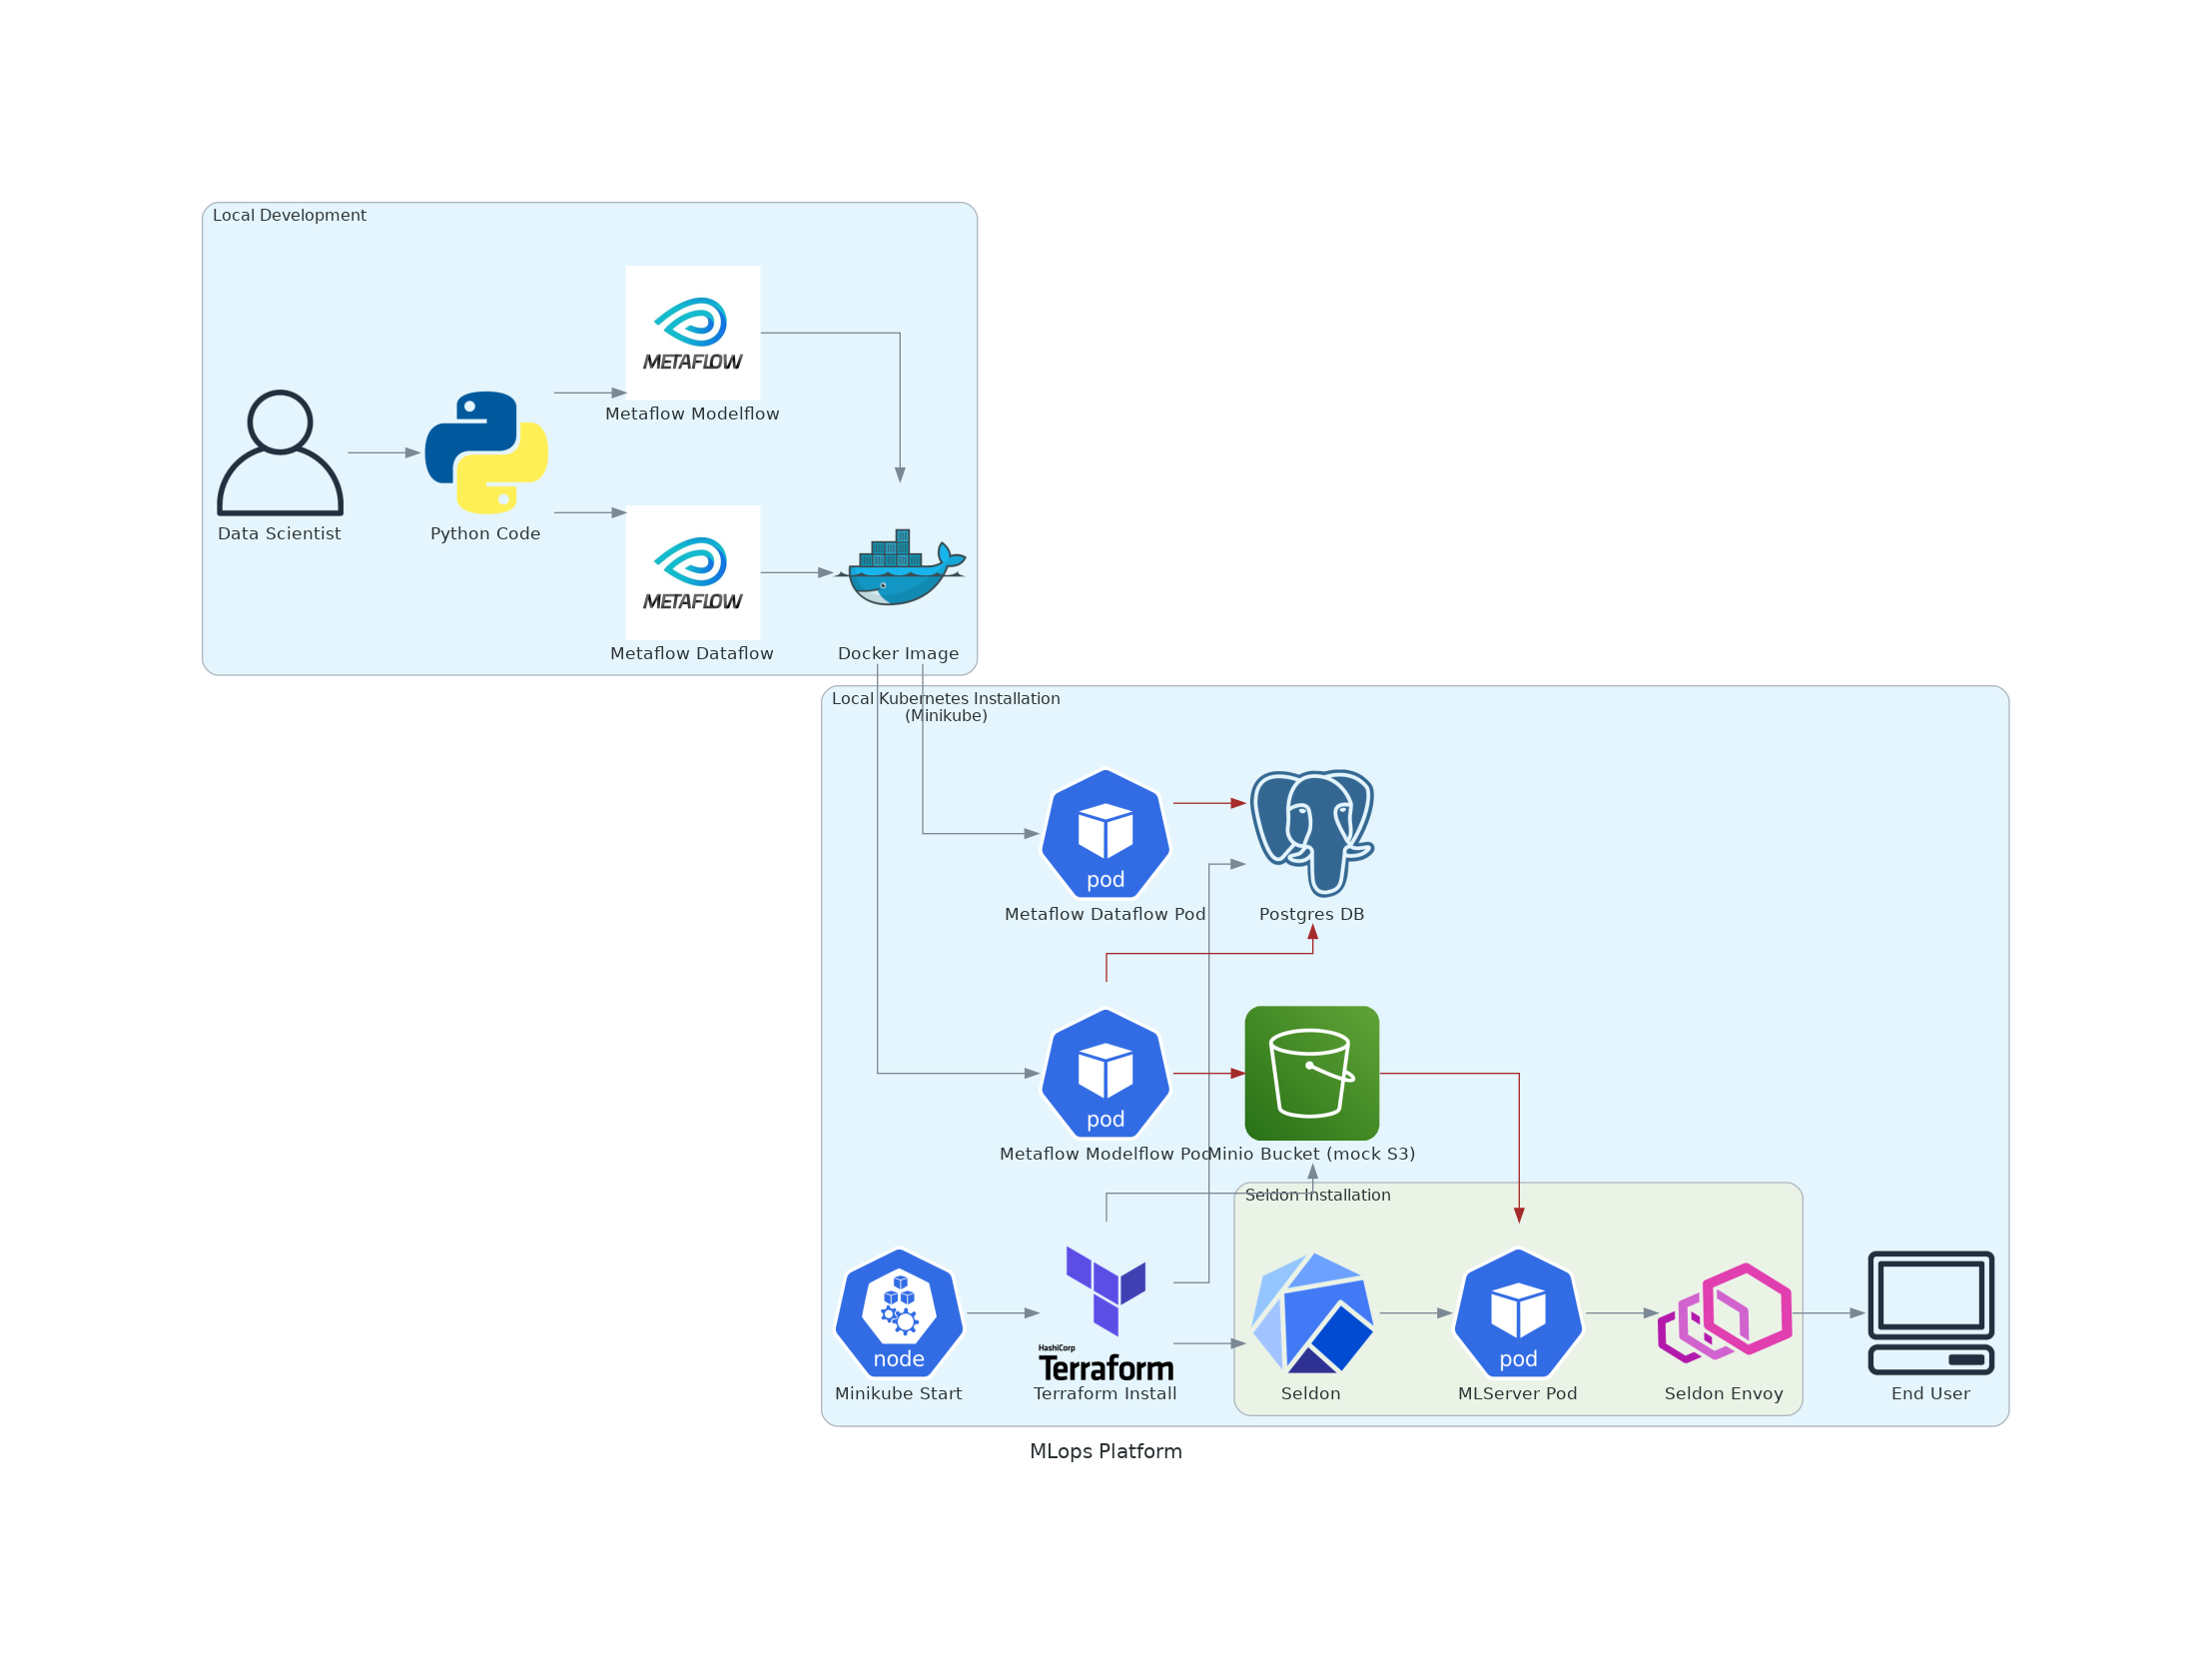 Local Development
METAFLOW
Metaflow Modelflow
Data Scientist
Python Code
METAFLOW
Metaflow Dataflow
Docker Image
Local Kubernetes Installation
(Minikube)
pod
Metaflow Dataflow Pod
Postgres DB
pod
Metaflow Modelflow Pod
Minio Bucket (mock S3)
Seldon Installation
node
Minikube Start
HashiCorp
Terraform
Terraform Install
Seldon
pod
MLServer Pod
Seldon Envoy
End User
MLops Platform